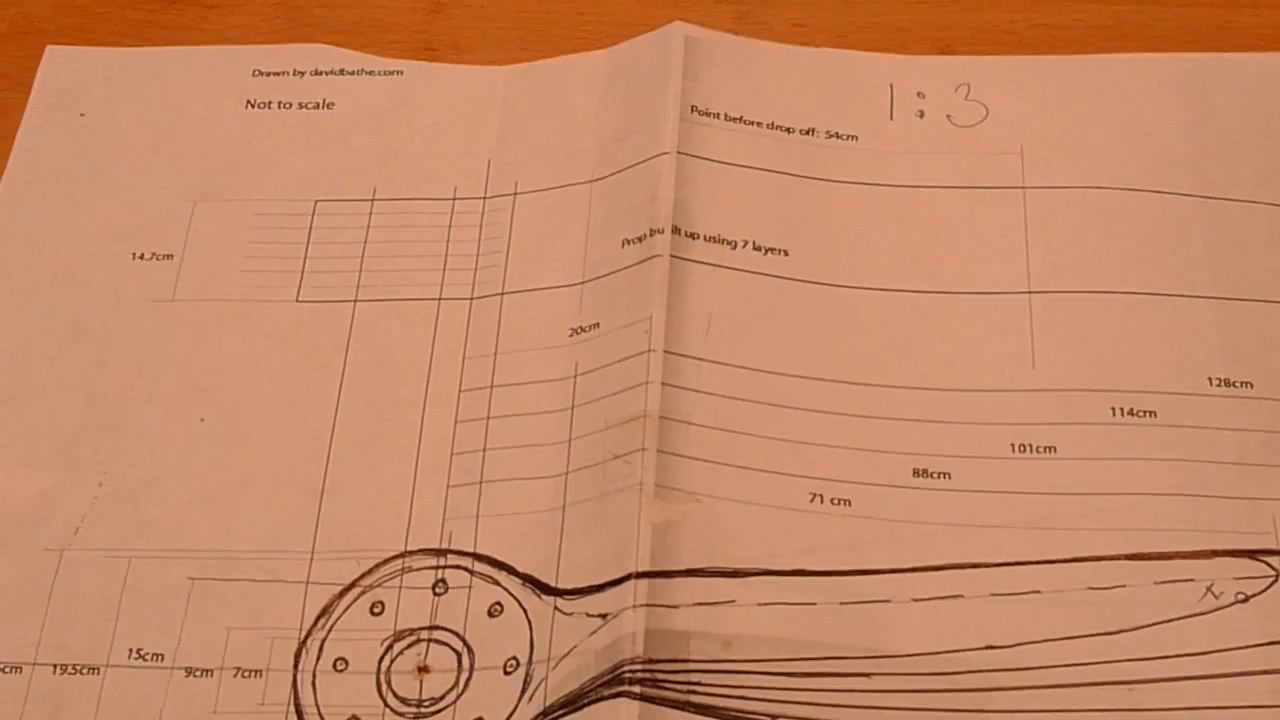 Drawn by davidbathe.com
Not to scale
1:3
Point before drop off: 54cm
Prop built up using 7 layers
14.7cm
20cm
128cm
114cm
101cm
88cm
71 cm
15cm
19.5cm
9cm
7cm